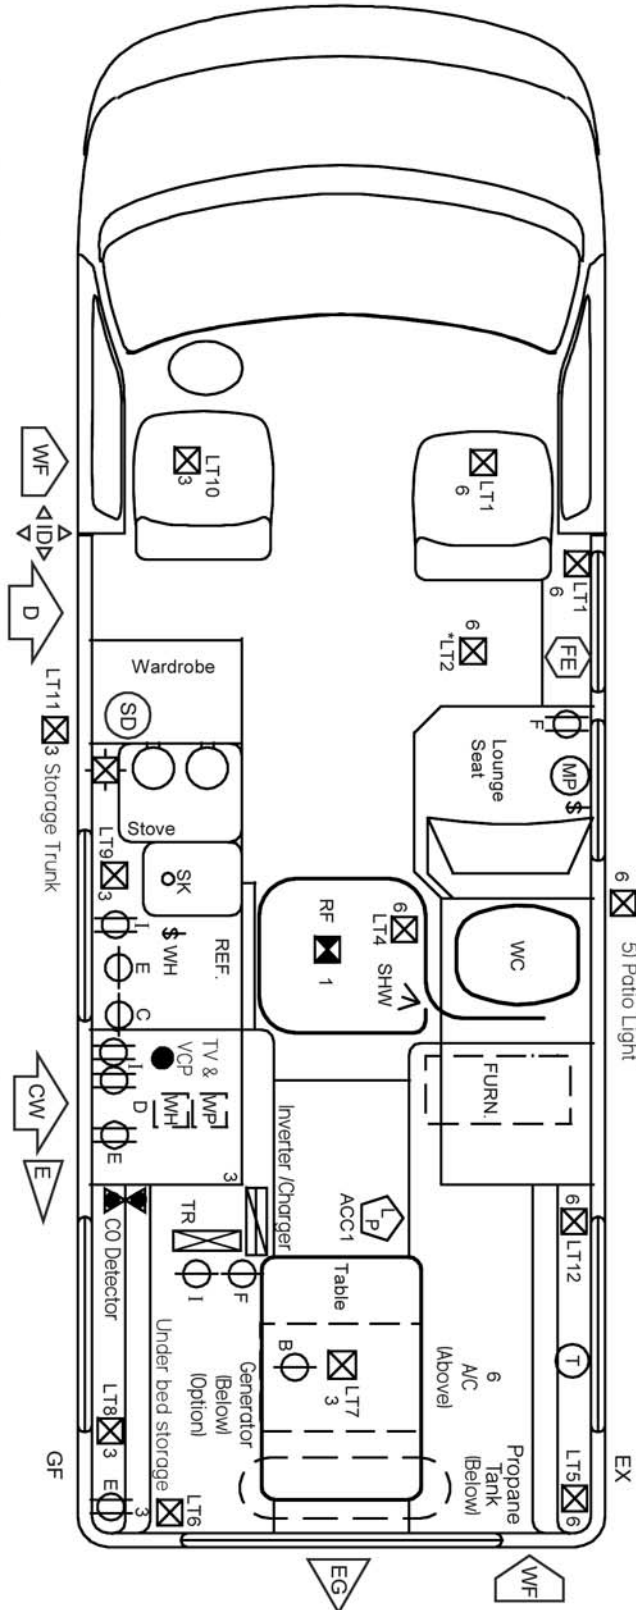 LT10
3
LT1
6
WF
ID
D
LT1
6
6
*LT2
FE
Wardrobe
SD
LT11
3 Storage Trunk
F
MP
$
Lounge
Seat
Stove
LT9
3
SK
6
5) Patio Light
I
$ WH
REF.
RF
1
6
LT4
SHW
WC
E
C
I
TV &
VCP
D
WH
WP
E
CW
E
FURN.
3
Inverter /Charger
L
P
ACC1
6
LT12
CO Detector
TR
I
F
Table
B
LT7
3
6
A/C
(Above)
T
Under bed storage
Generator
(Below)
(Option)
LT8
3
GF
E
3
LT6
Propane
Tank
(Below)
LT5
6
EX
EG
WF